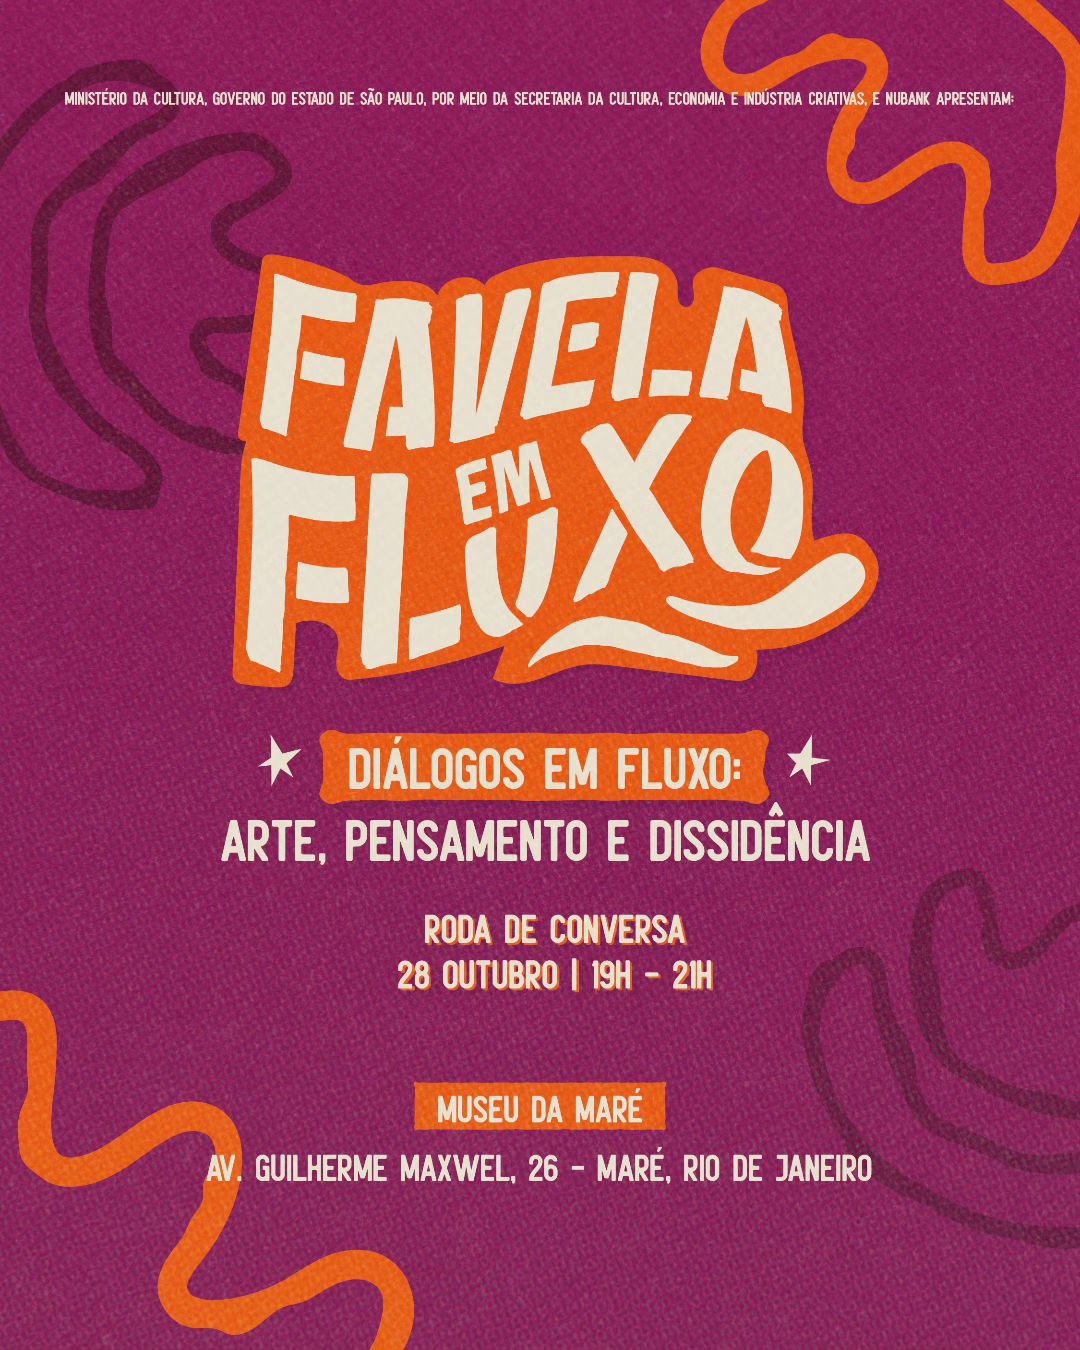 MINISTÉRIO DA CULTURA, GOVERNO DO ESTADO DE SÃO PAULO, POR MEIO DA SECRETARIA DA CULTURA, ECONOMIA E INDÚSTRIA CRIATIVAS, E NUBANK APRESENTAM:
FAVELA
EM
FLUXO
DIÁLOGOS EM FLUXO:
ARTE, PENSAMENTO E DISSIDÊNCIA
RODA DE CONVERSA
28 OUTUBRO | 19H - 21H
MUSEU DA MARÉ
AV. GUILHERME MAXWEL, 26 - MARÉ, RIO DE JANEIRO